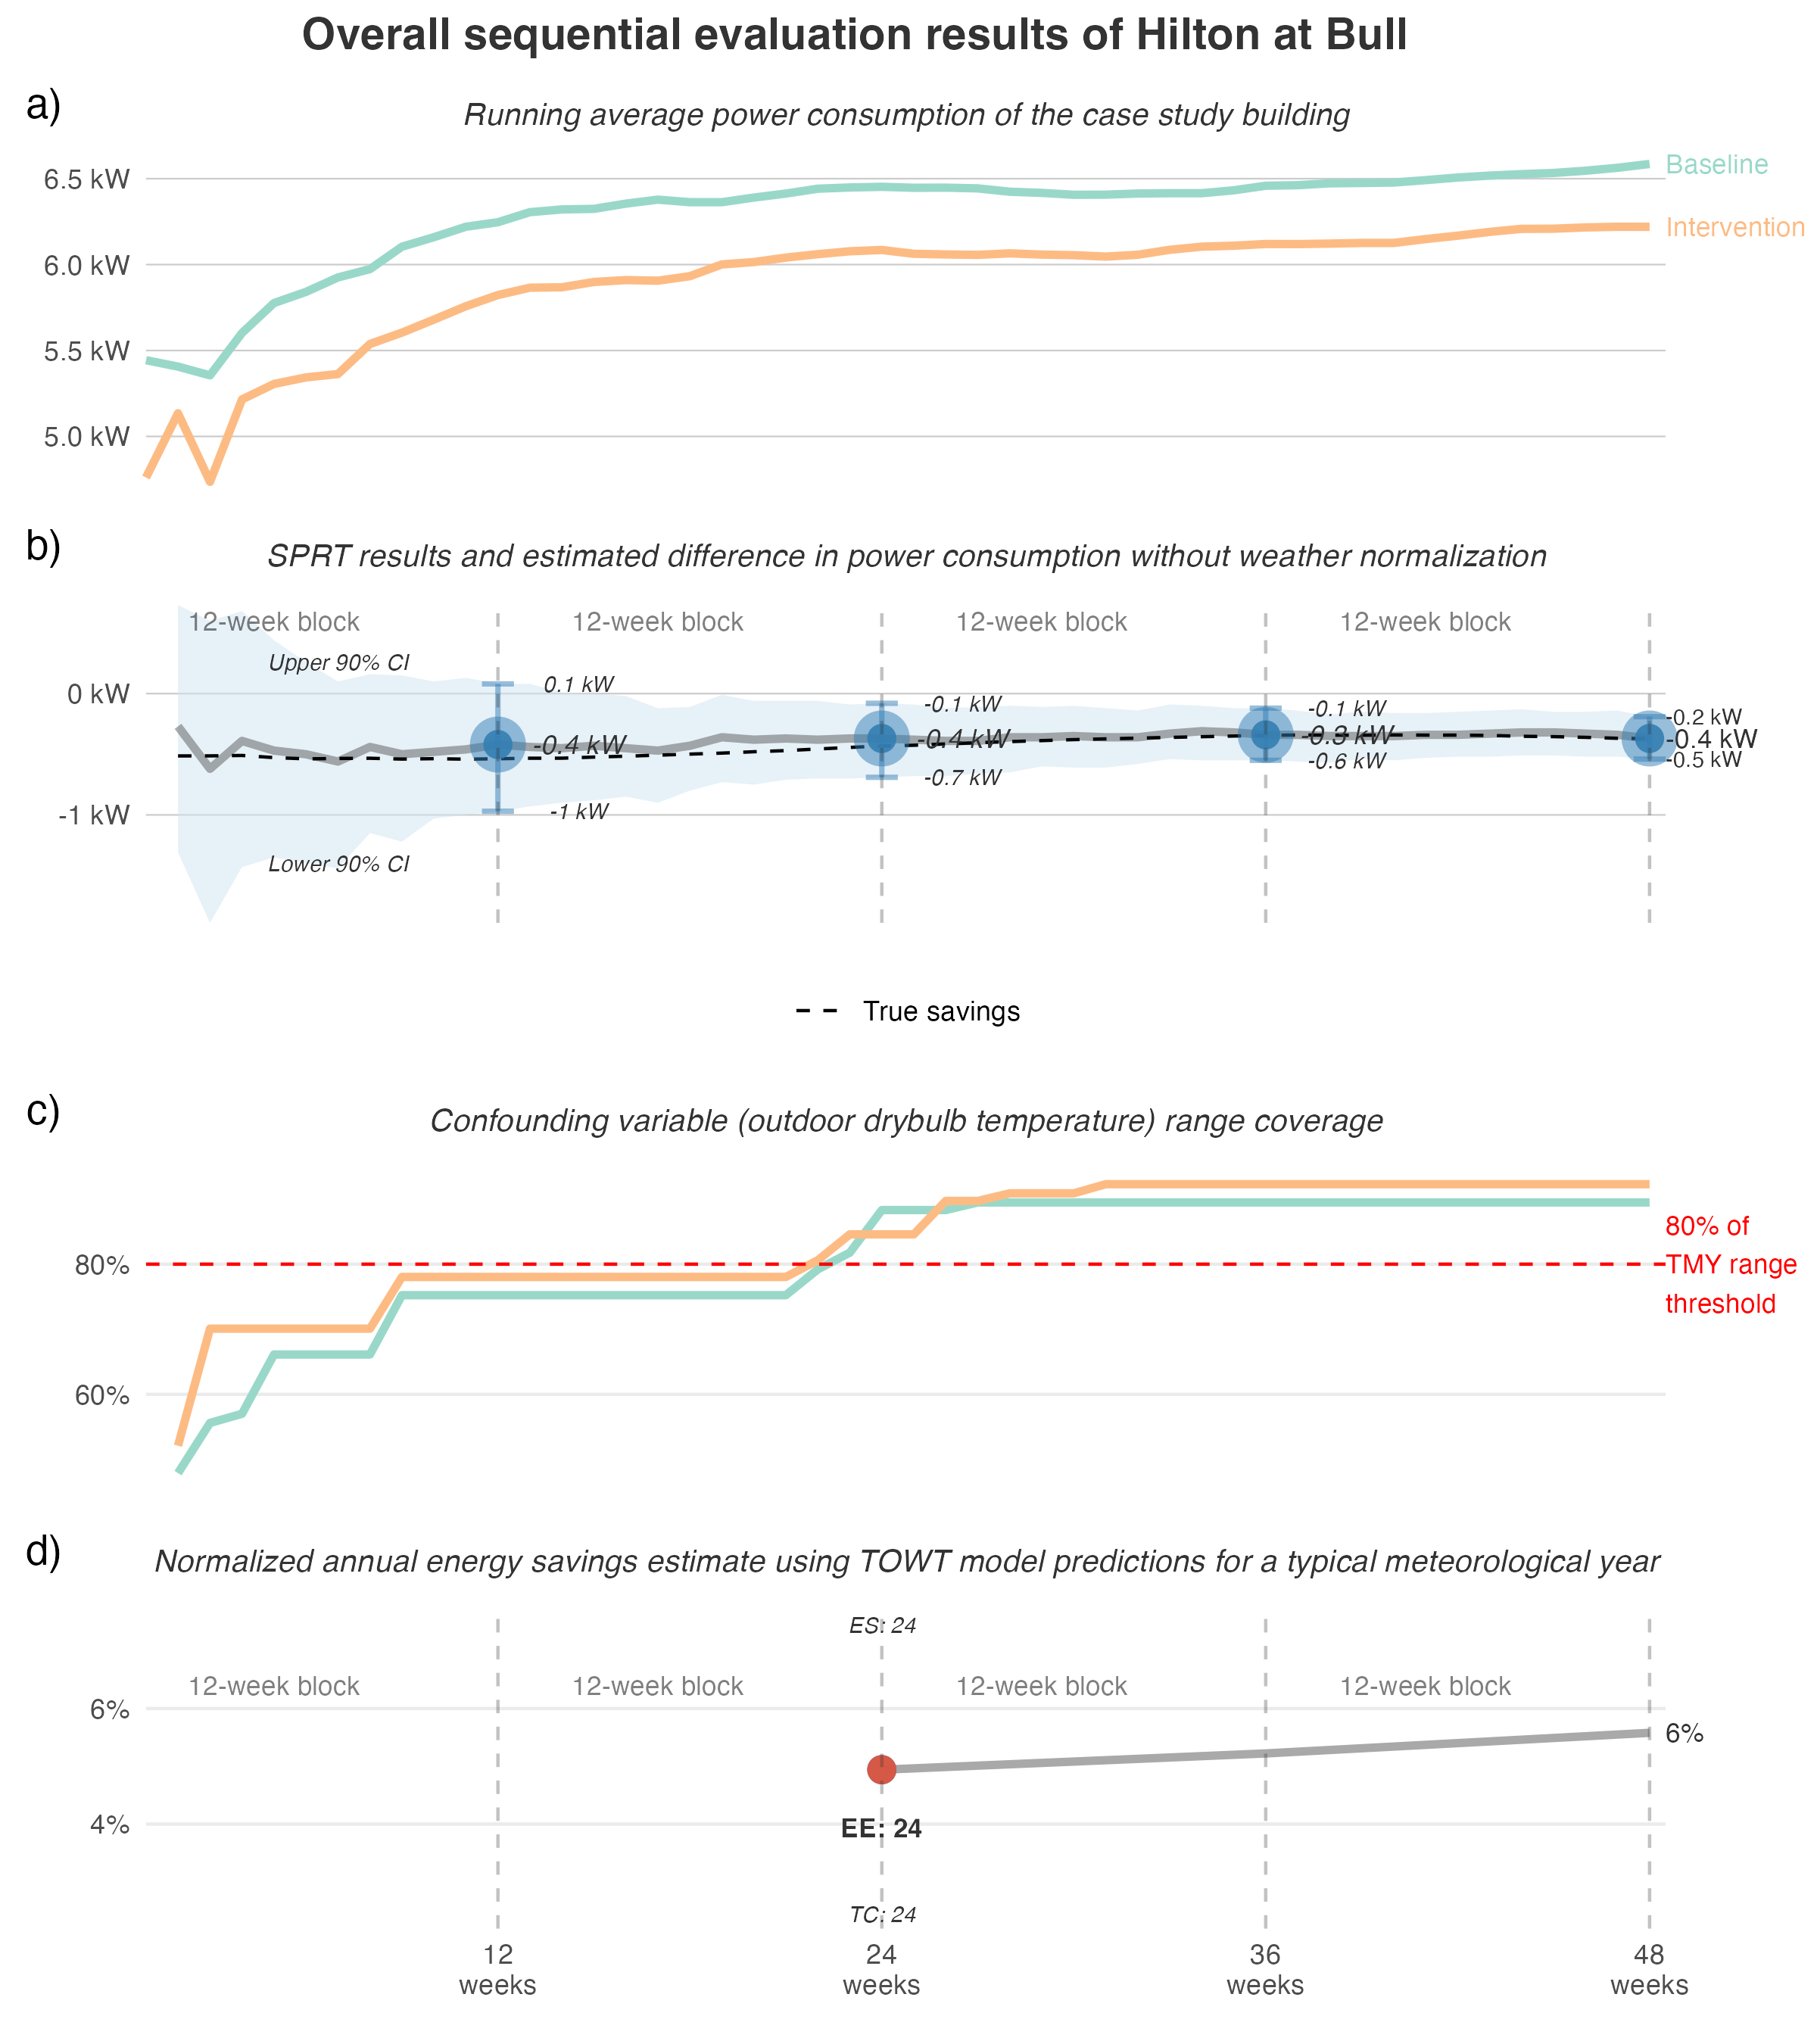 Overall sequential evaluation results of Hilton at Bull
a)
Running average power consumption of the case study building
6.5 kW
6.0 kW
5.5 kW
5.0 kW
Baseline
Intervention
b)
SPRT results and estimated difference in power consumption without weather normalization
12-week block 12-week block 12-week block 12-week block
Upper 90% CI
0 kW
-1 kW
Lower 90% CI
0.1 kW
-0.4 kW
-1 kW
-0.1 kW
-0.4 kW
-0.7 kW
-0.1 kW
-0.3 kW
-0.6 kW
-0.2 kW
-0.4 kW
-0.5 kW
True savings
c)
Confounding variable (outdoor drybulb temperature) range coverage
80%
60%
80% of
TMY range
threshold
d)
Normalized annual energy savings estimate using TOWT model predictions for a typical meteorological year
ES: 24
12-week block 12-week block 12-week block 12-week block
6%
4%
6%
EE: 24
TC: 24
12
weeks
24
weeks
36
weeks
48
weeks